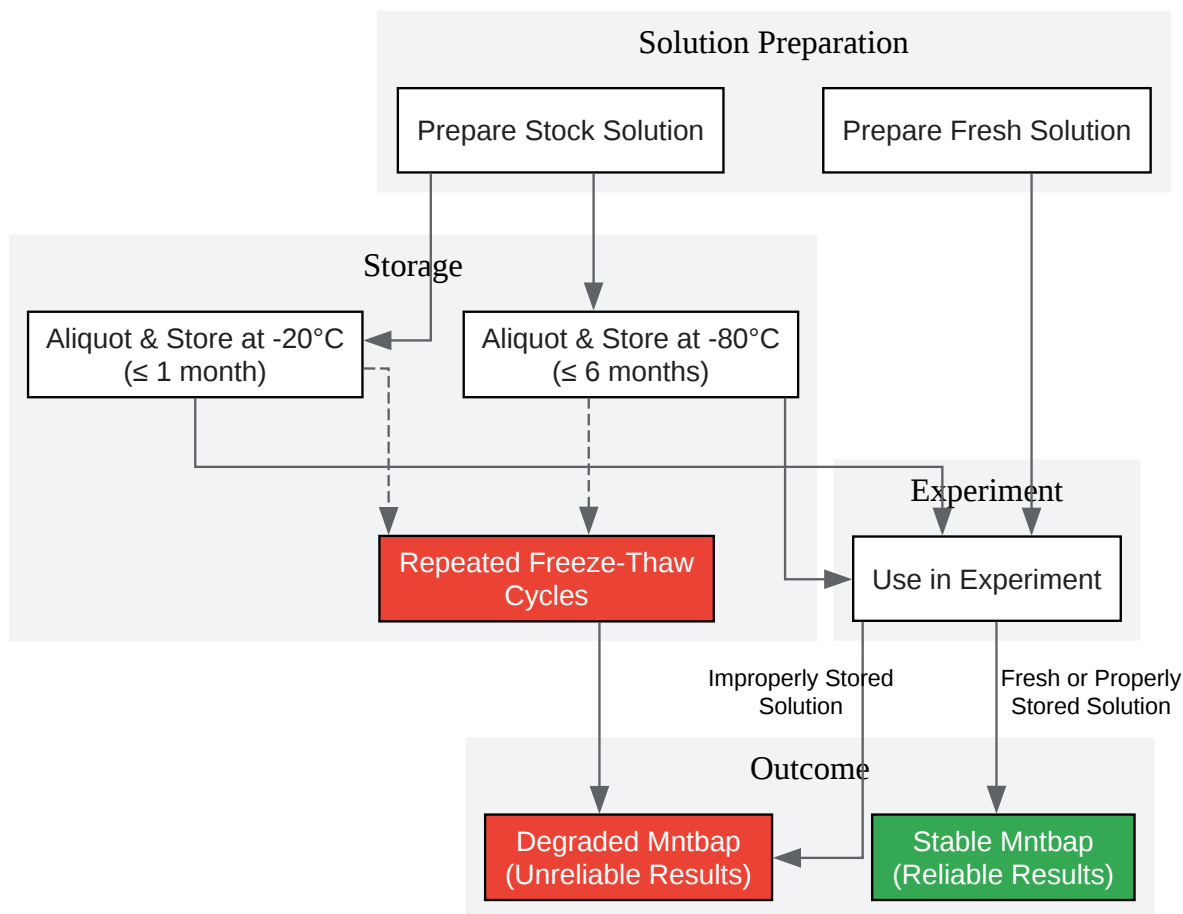 Solution Preparation
Prepare Stock Solution
Prepare Fresh Solution
Storage
Aliquot & Store at -20°C
(≤ 1 month)
Aliquot & Store at -80°C
(≤ 6 months)
Experiment
Repeated Freeze-Thaw
Cycles
Use in Experiment
Improperly Stored
Solution
Fresh or Properly
Stored Solution
Outcome
Degraded Mntbap
(Unreliable Results)
Stable Mntbap
(Reliable Results)